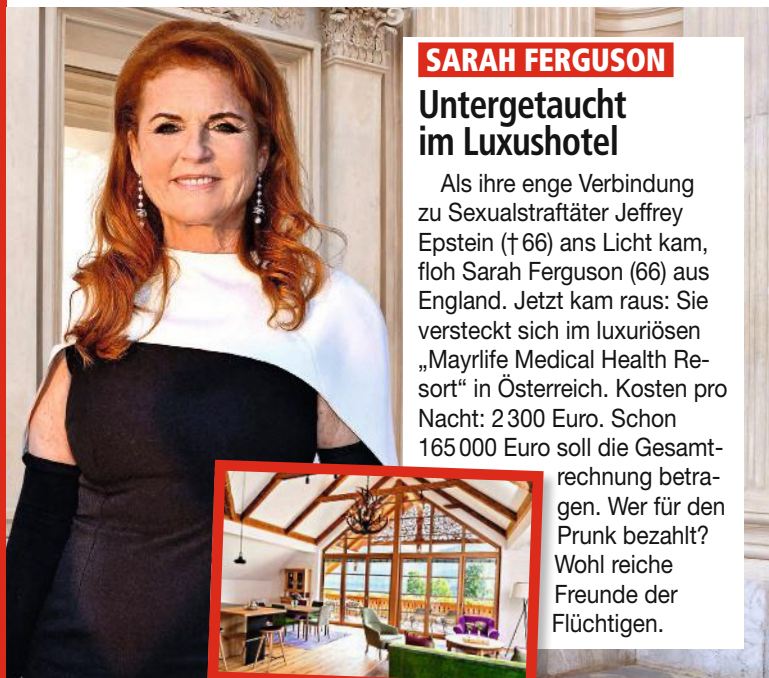 SARAH FERGUSON
Untergetaucht
im Luxushotel
Als ihre enge Verbindung
zu Sexualstraftäter Jeffrey
Epstein († 66) ans Licht kam,
floh Sarah Ferguson (66) aus
England. Jetzt kam raus: Sie
versteckt sich im luxuriösen
„Mayrlife Medical Health Re-
sort“ in Österreich. Kosten pro
Nacht: 2 300 Euro. Schon
165 000 Euro soll die Gesamt-
rechnung betra-
gen. Wer für den
Prunk bezahlt?
Wohl reiche
Freunde der
Flüchtigen.